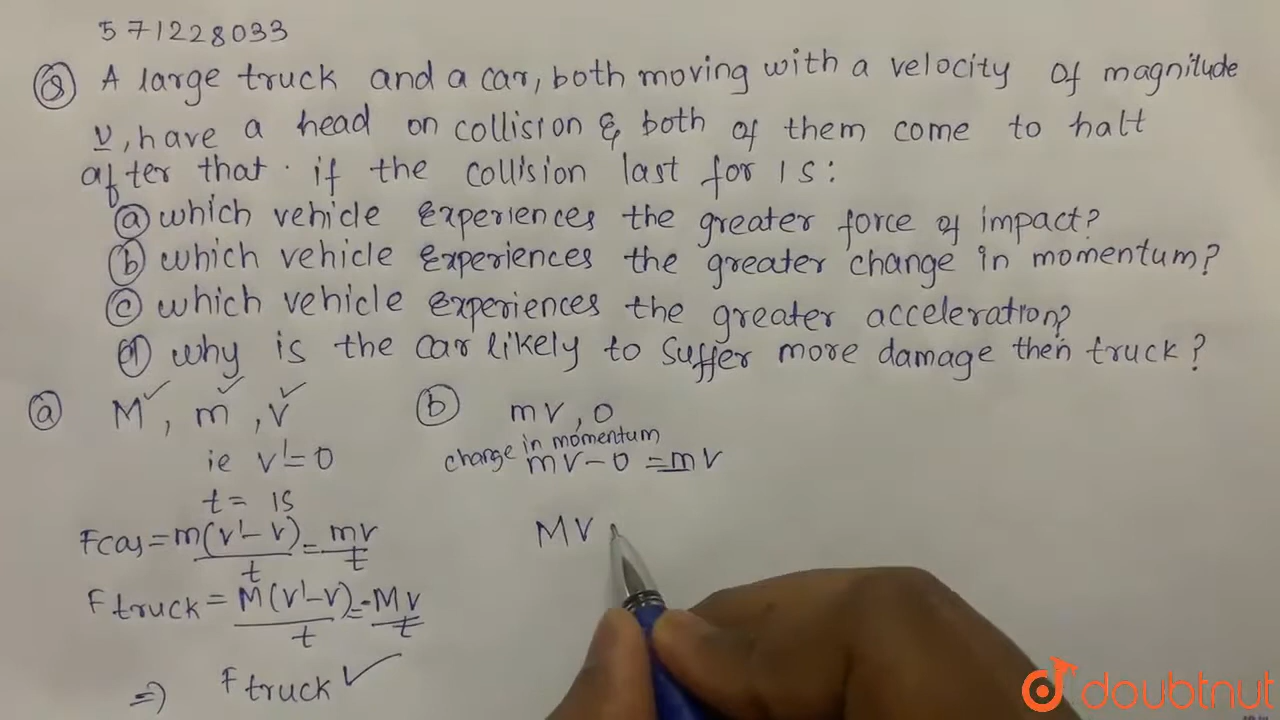 571228033
Q A large truck and a car, both moving with a velocity of magnitude
V, have a head on collision & both of them come to halt
after that. if the collision last for 1s:
a which vehicle experiences the greater force of impact?
b which vehicle experiences the greater change in momentum?
c which vehicle experiences the greater acceleration?
d why is the car likely to suffer more damage then truck?
a M, m, v
ie v'=0
t = 1s
Fcar = m(v'-v)/t = mv/t
Ftruck = M(v'-v)/t = -Mv/t
=> Ftruck ✓
b mv, 0
change in momentum
mv - 0 = mv
MV
doubtnut